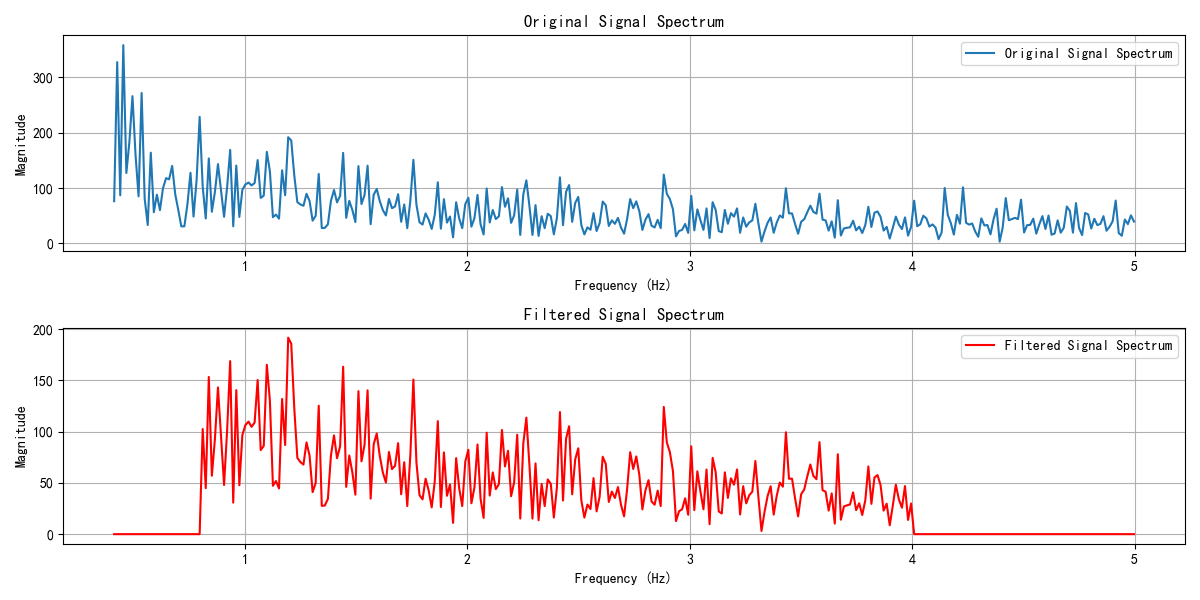 Original Signal Spectrum
Original Signal Spectrum
Magnitude
300
200
100
0
1
2
3
4
5
Frequency (Hz)
Filtered Signal Spectrum
Filtered Signal Spectrum
Magnitude
200
150
100
50
0
1
2
3
4
5
Frequency (Hz)